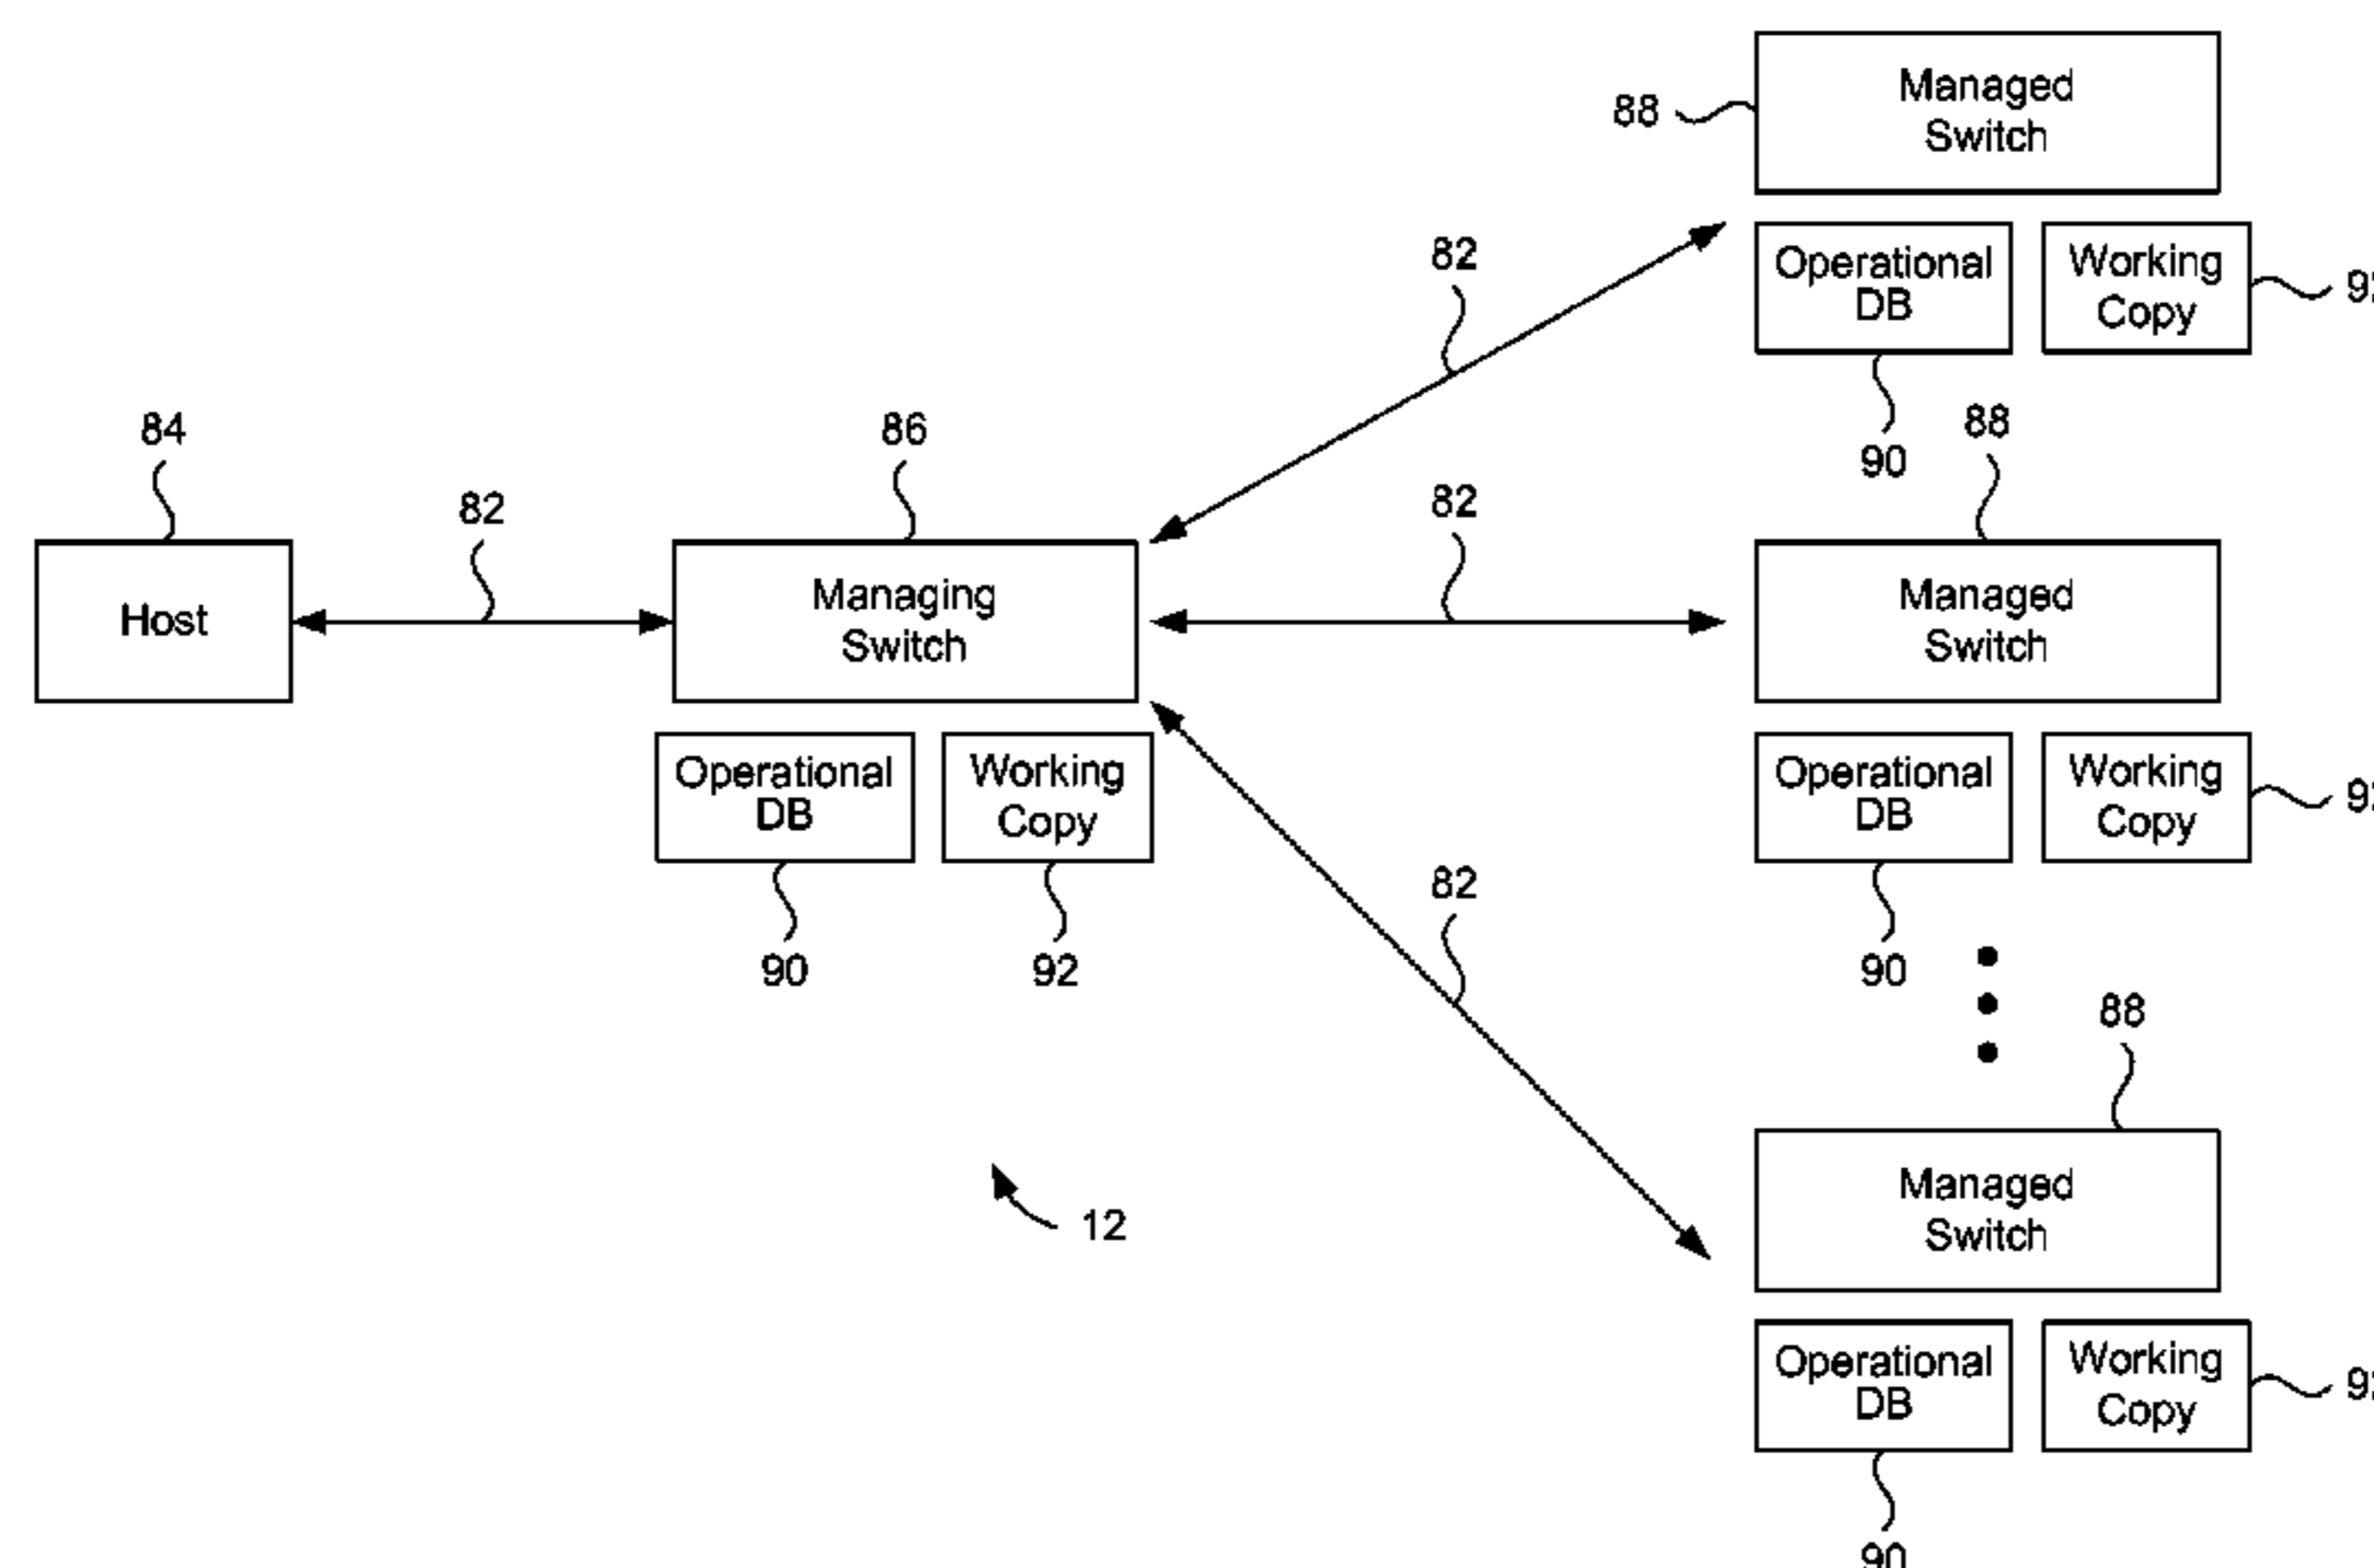 Managed
Switch
88
82
Operational
DB
Working
Copy
84
86
88
90
82
82
Host
Managing
Switch
Managed
Switch
Operational
DB
Working
Copy
Operational
DB
Working
Copy
82
90
92
90
88
12
Managed
Switch
Operational
DB
Working
Copy
90